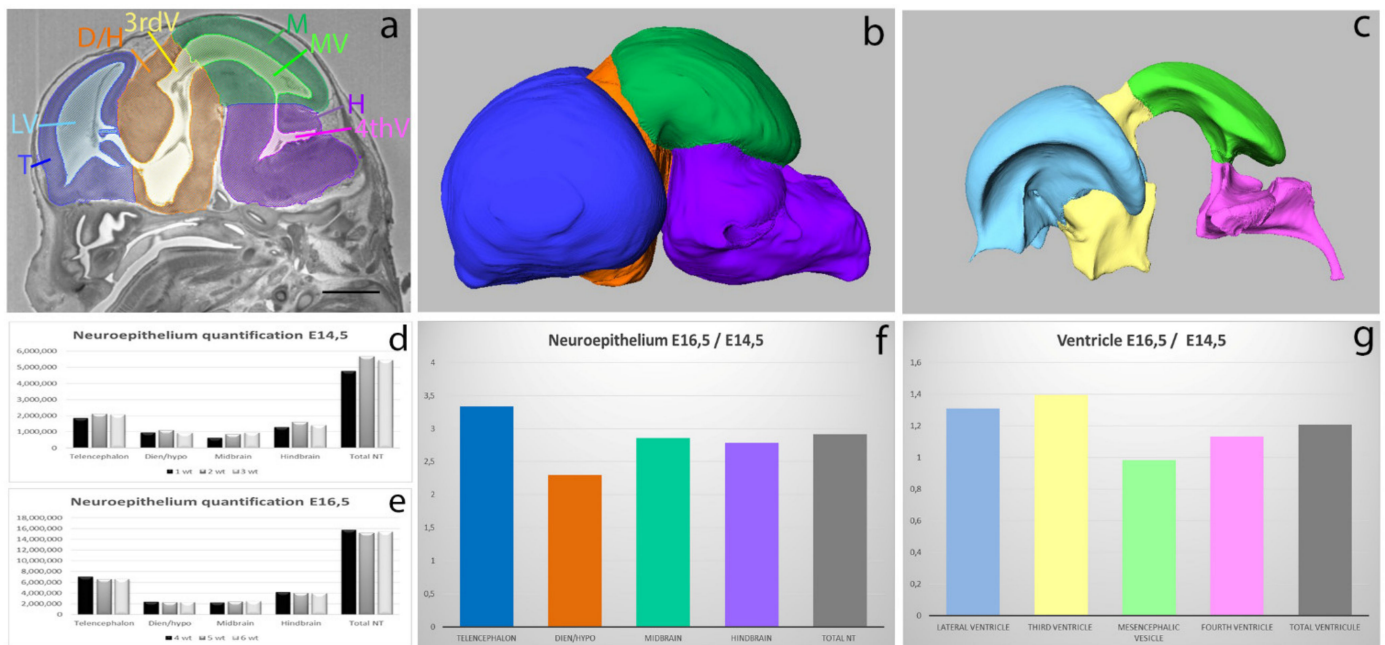 a
3rdV
M
D/H
MV
H
LV
4thV
T
b
c
Neuroepithelium quantification E14,5
d
6,000,000
5,000,000
4,000,000
3,000,000
2,000,000
1,000,000
0
Telencephalon Dien/hypo Midbrain Hindbrain Total NT
1 wt 2 wt 3 wt
Neuroepithelium quantification E16,5
e
18,000,000
16,000,000
14,000,000
12,000,000
10,000,000
8,000,000
6,000,000
4,000,000
2,000,000
0
Telencephalon Dien/hypo Midbrain Hindbrain Total NT
4 wt 5 wt 6 wt
Neuroepithelium E16,5 / E14,5
f
4
3,5
3
2,5
2
1,5
1
0,5
0
TELENCEPHALON DIEN/HYPO MIDBRAIN HINDBRAIN TOTAL NT
Ventricle E16,5 / E14,5
g
1,6
1,4
1,2
1
0,8
0,6
0,4
0,2
0
LATERAL VENTRICLE THIRD VENTRICLE MESENCEPHALIC FOURTH VENTRICLE TOTAL VENTRICULE
VESICLE